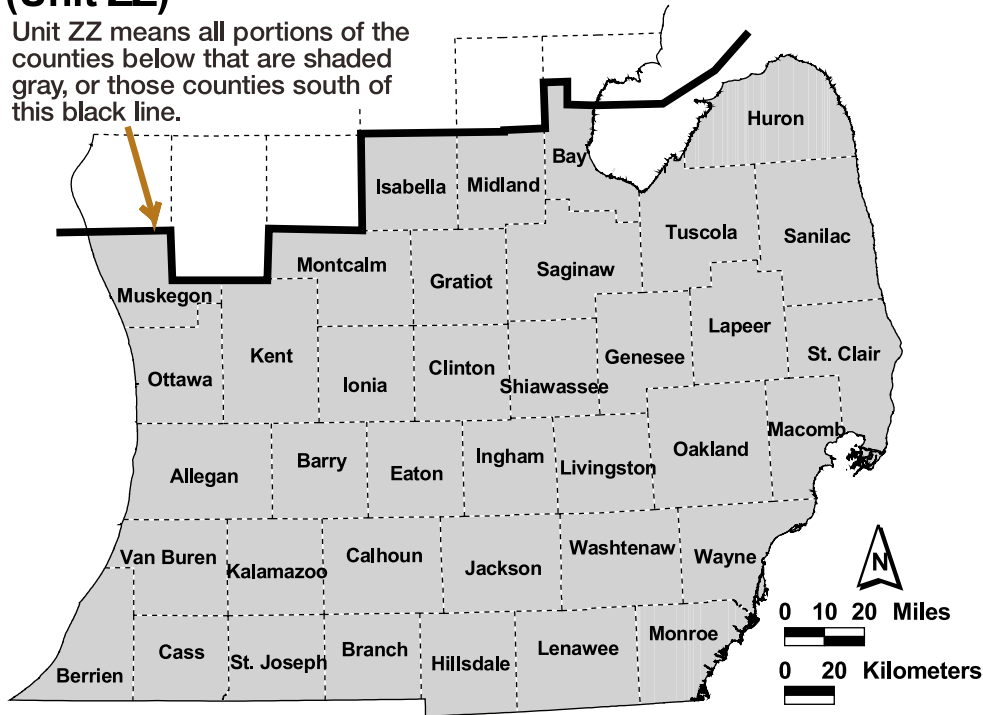 (Unit ZZ)
Unit ZZ means all portions of the
counties below that are shaded
gray, or those counties south of
this black line.
Huron
Bay
Isabella
Midland
Tuscola
Sanilac
Montcalm
Gratiot
Saginaw
Muskegon
Lapeer
Kent
Genesee
St. Clair
Ottawa
Ionia
Clinton
Shiawassee
Macomb
Oakland
Allegan
Barry
Eaton
Ingham
Livingston
Van Buren
Kalamazoo
Calhoun
Jackson
Washtenaw
Wayne
N
0 10 20 Miles
Berrien
Cass
St. Joseph
Branch
Hillsdale
Lenawee
Monroe
0 20 Kilometers